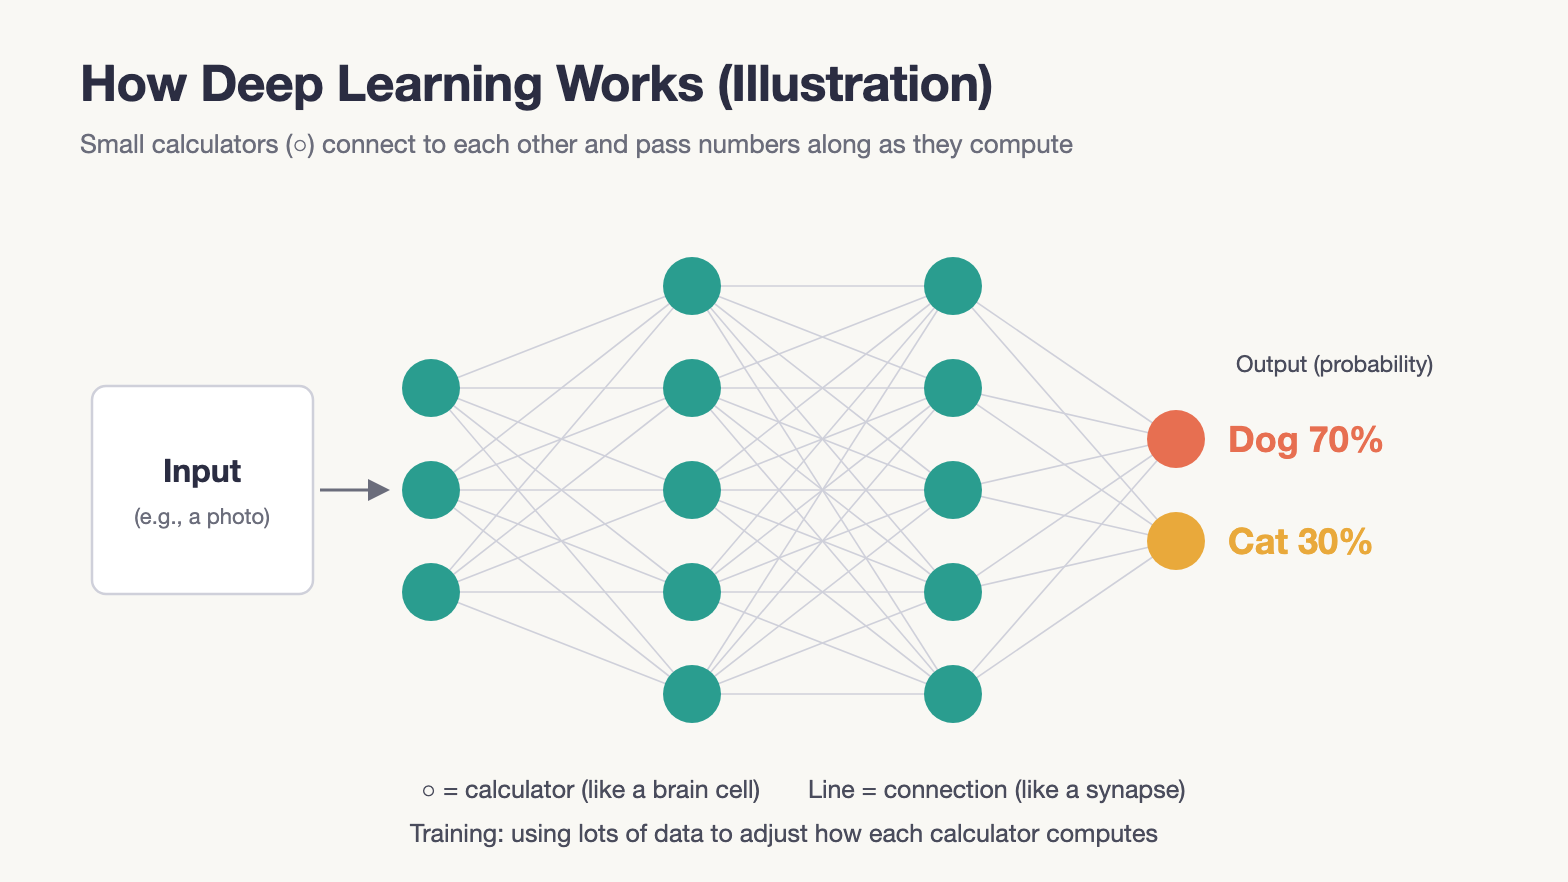 How Deep Learning Works (Illustration)
Small calculators (○) connect to each other and pass numbers along as they compute
Input
(e.g., a photo)
Output (probability)
Dog 70%
Cat 30%
○ = calculator (like a brain cell) Line = connection (like a synapse)
Training: using lots of data to adjust how each calculator computes